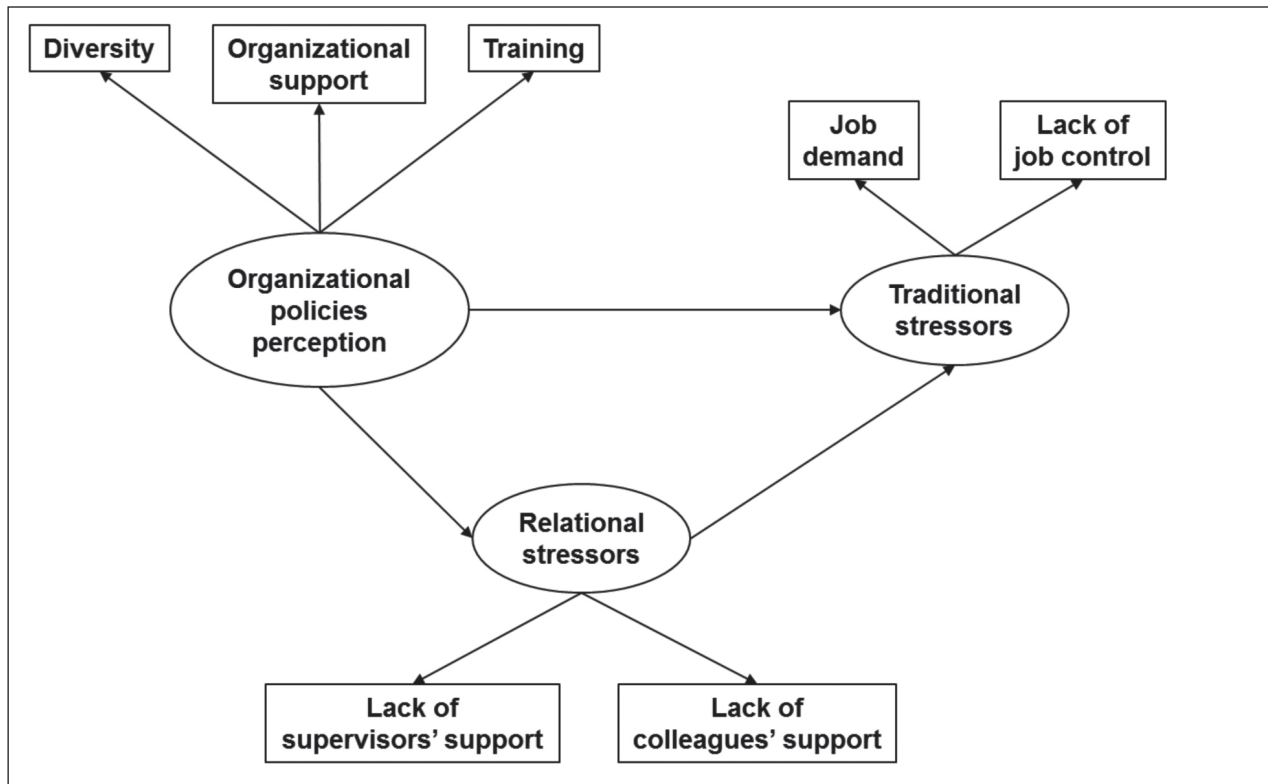 Diversity
Organizational
support
Training
Job
demand
Lack of
job control
Organizational
policies
perception
Traditional
stressors
Relational
stressors
Lack of
supervisors’ support
Lack of
colleagues’ support